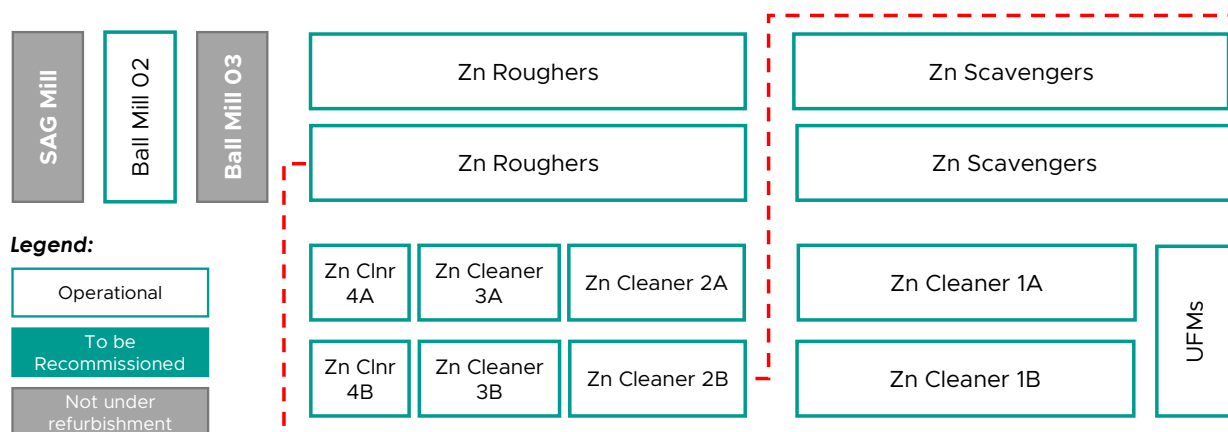 SAG Mill
Ball Mill 02
Ball Mill 03
Zn Roughers
Zn Scavengers
Zn Roughers
Zn Scavengers
Legend:
Operational
To be
Recommissioned
Not under
refurbishment
Zn Clnr
4A
Zn Cleaner
3A
Zn Cleaner 2A
Zn Cleaner 1A
UFMs
Zn Clnr
4B
Zn Cleaner
3B
Zn Cleaner 2B
Zn Cleaner 1B